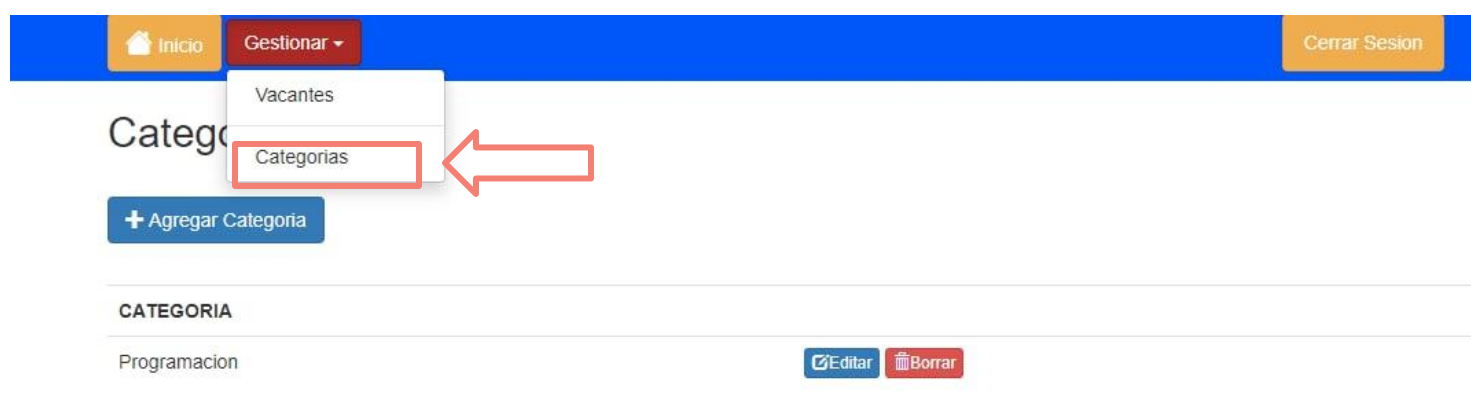 Inicio Gestionar Cerrar Sesion
Vacantes
Catego
Categorias
Agregar Categoria
CATEGORIA
Programacion Editar Borrar